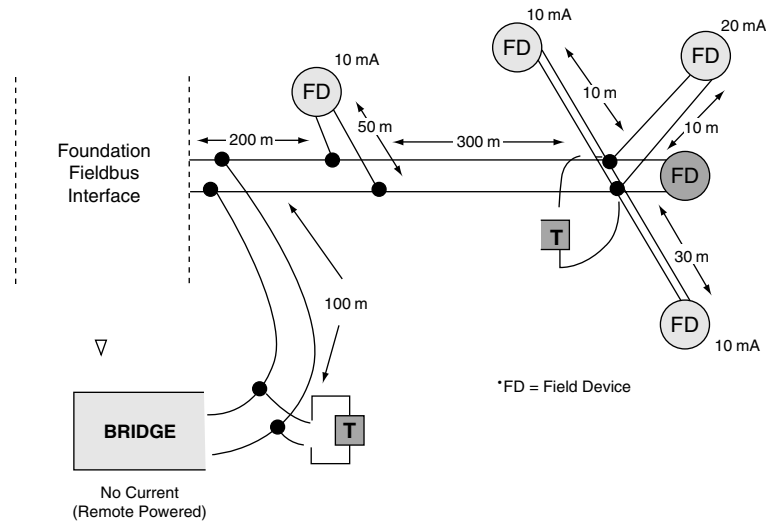 10 mA
FD
20 mA
FD
10 mA
FD
10 m
50 m
10 m
200 m
300 m
Foundation
Fieldbus
Interface
FD
T
30 m
100 m
FD
10 mA
*FD = Field Device
BRIDGE
T
No Current
(Remote Powered)